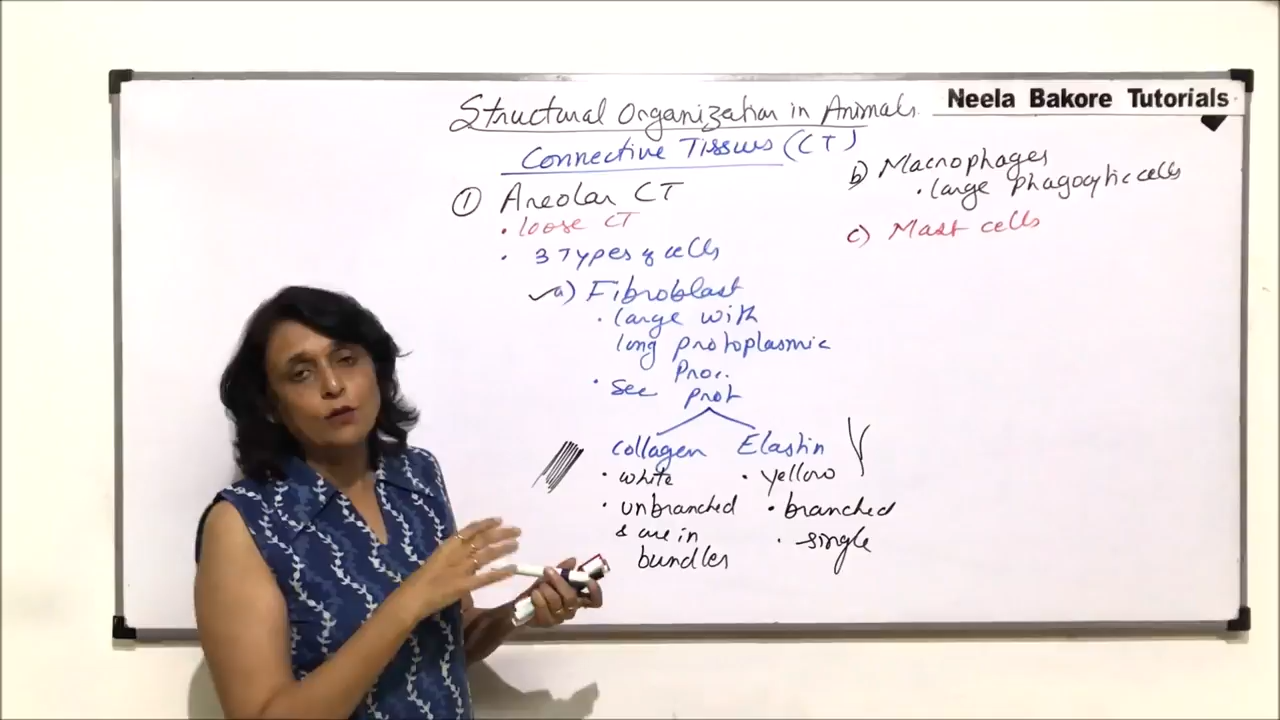 Structural Organization in Animals.
Neela Bakore Tutorials
Connective Tissues (CT)
① Areolar CT
• loose CT
• 3 Types of cells
a) Fibroblast
• large with
long protoplasmic
Proc.
• Sec Prot
Collagen
• white
• unbranched
& are in
bundles
Elastin
• yellow
• branched
• single
b) Macrophages
• large Phagocytic cells
c) Mast cells